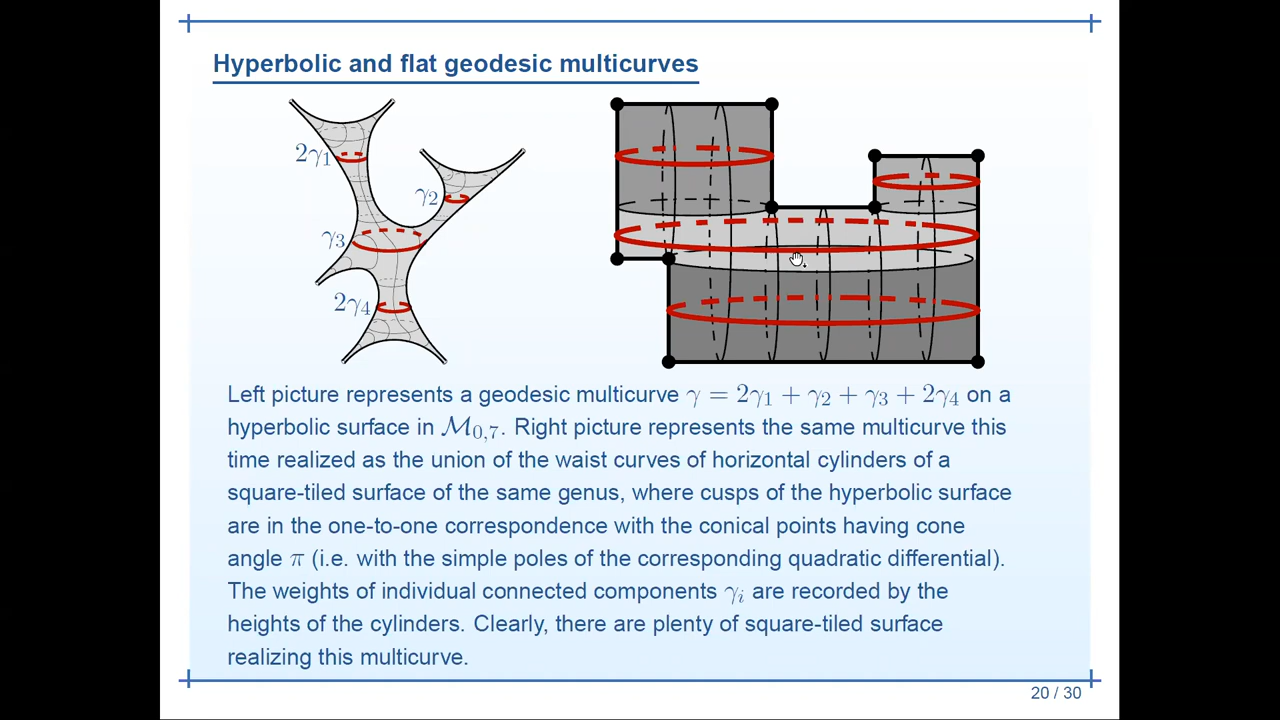 Hyperbolic and flat geodesic multicurves
2γ₁
γ₂
γ₃
2γ₄
Left picture represents a geodesic multicurve γ = 2γ₁ + γ₂ + γ₃ + 2γ₄ on a
hyperbolic surface in ℳ₀,₇. Right picture represents the same multicurve this
time realized as the union of the waist curves of horizontal cylinders of a
square-tiled surface of the same genus, where cusps of the hyperbolic surface
are in the one-to-one correspondence with the conical points having cone
angle π (i.e. with the simple poles of the corresponding quadratic differential).
The weights of individual connected components γᵢ are recorded by the
heights of the cylinders. Clearly, there are plenty of square-tiled surface
realizing this multicurve.
20 / 30